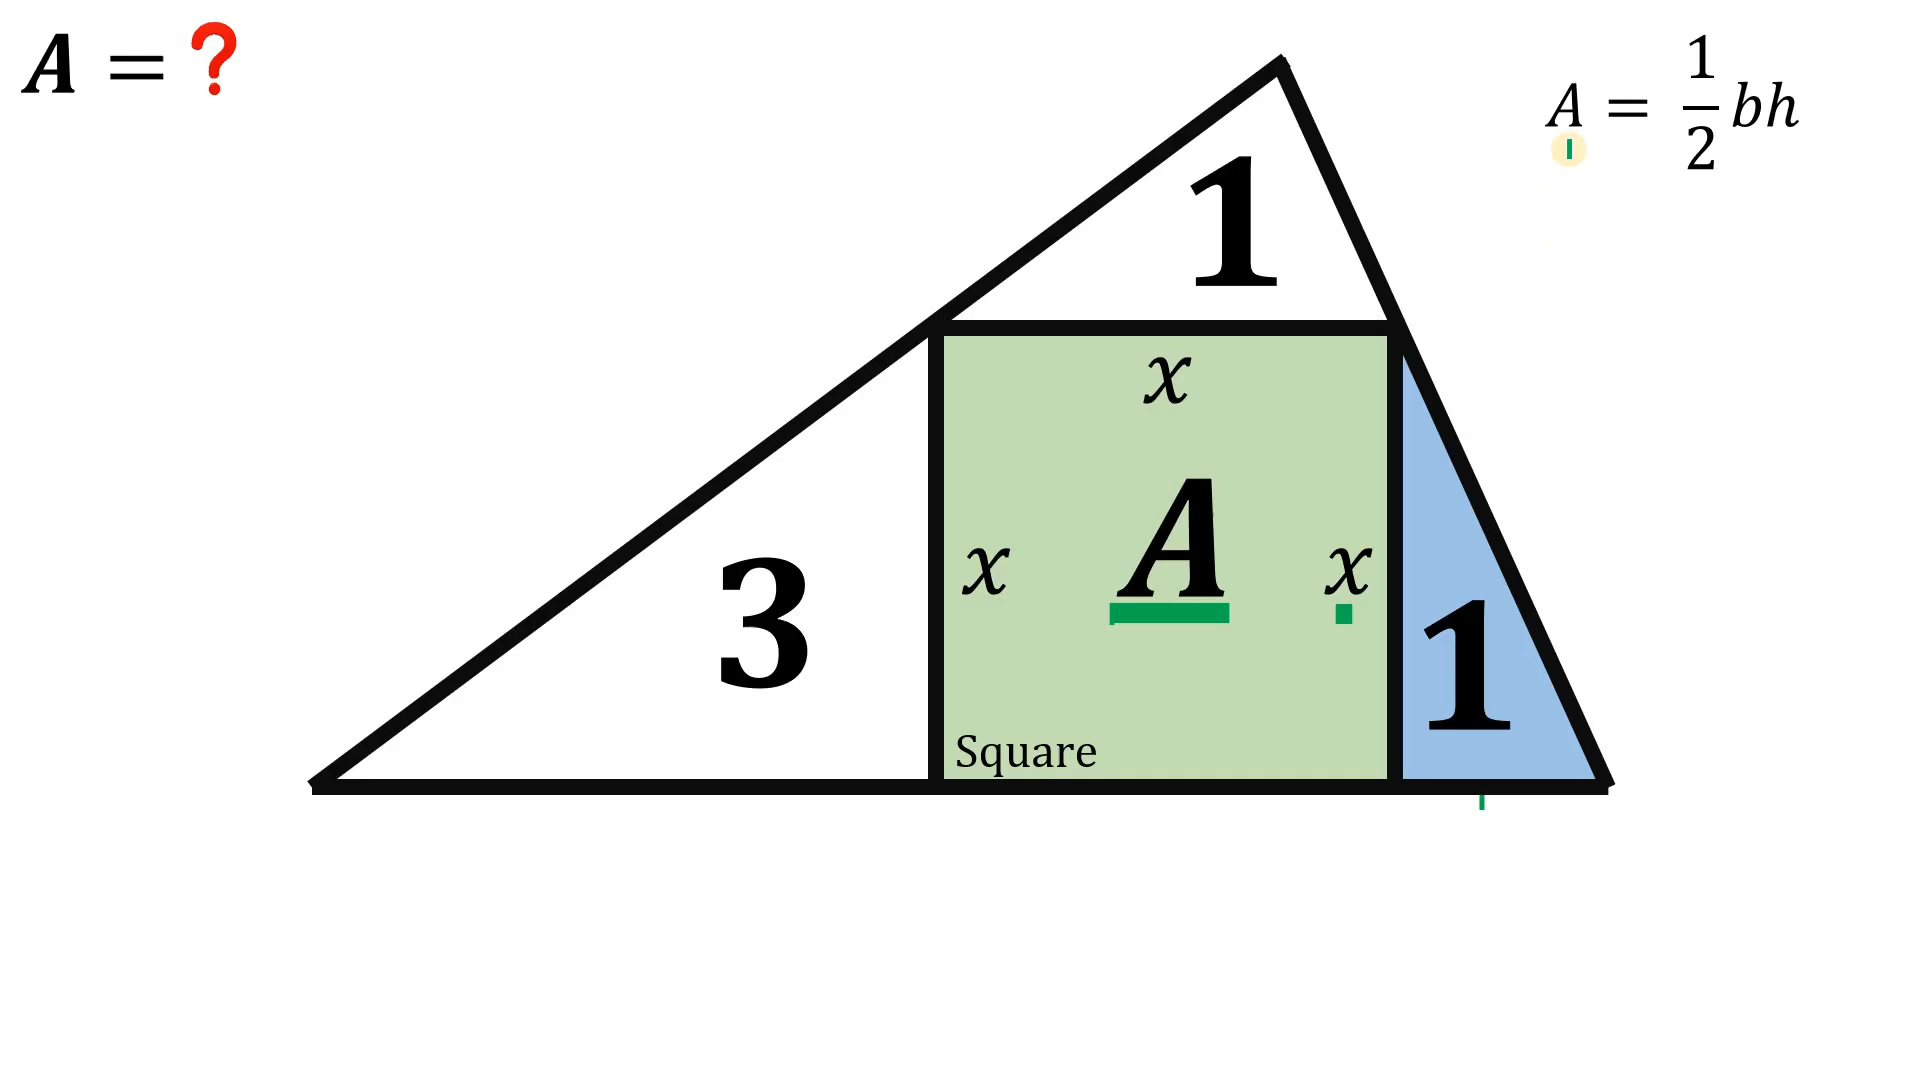 A = ❓
A = 1/2 bh
1
x
x A x
3
1
Square